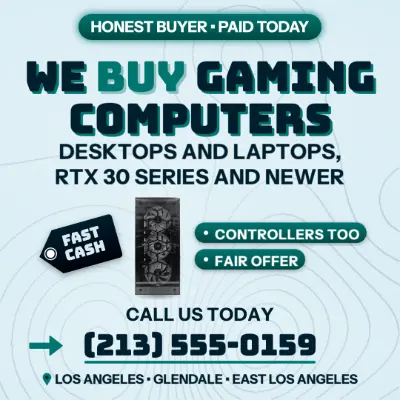 HONEST BUYER • PAID TODAY
WE BUY GAMING
COMPUTERS
DESKTOPS AND LAPTOPS,
RTX 30 SERIES AND NEWER
FAST
CASH
• CONTROLLERS TOO
• FAIR OFFER
CALL US TODAY
(213) 555-0159
LOS ANGELES • GLENDALE • EAST LOS ANGELES